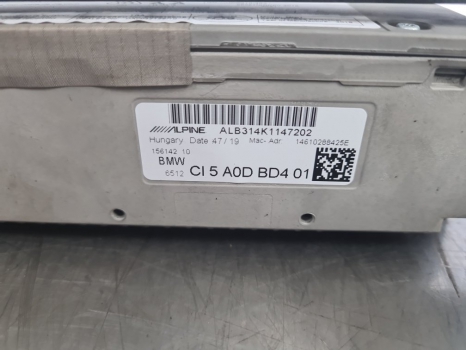 ALPINE ALB314K1147202
Hungary Date 47/19 Mac-Adr. 14610288425E
156142 10
BMW
6512 CI 5 A0D BD4 01